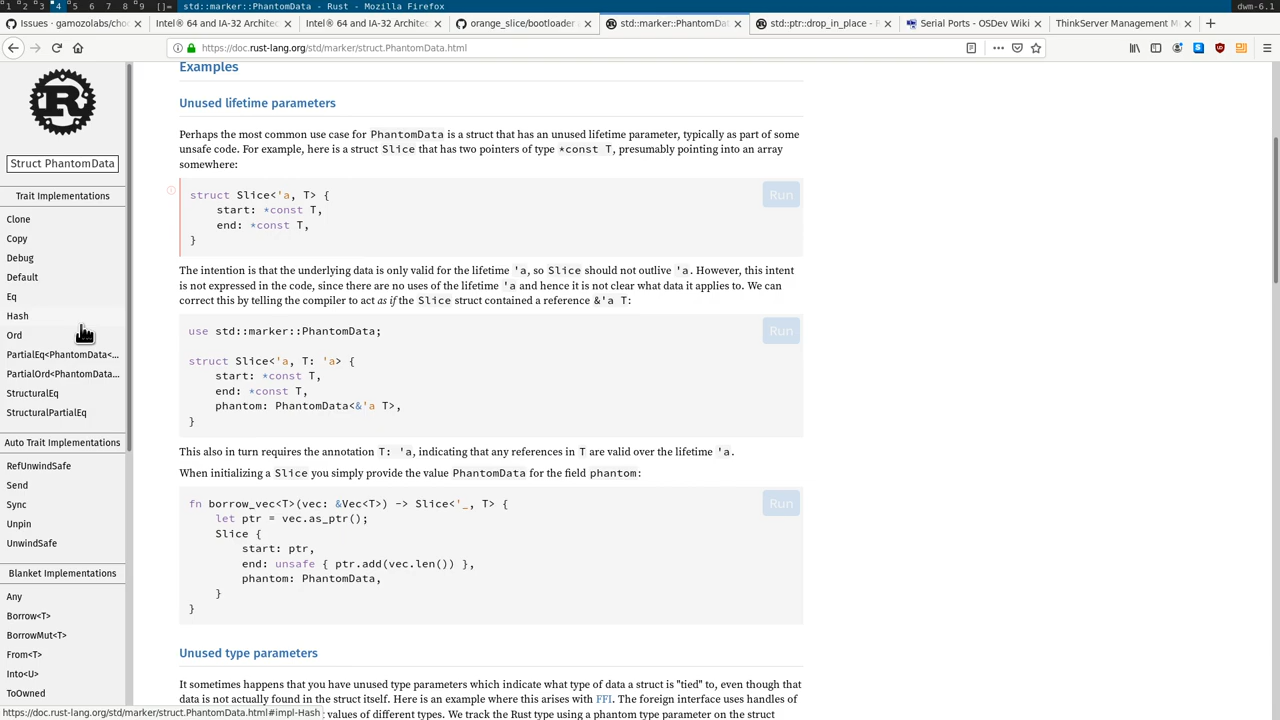 1 2 3 4 5 6 7 8 9 []= std::marker::PhantomData - Rust - Mozilla Firefox dwm-6.1
Issues · gamozolabs/cho
Intel® 64 and IA-32 Architec
Intel® 64 and IA-32 Architec
orange_slice/bootloader
std::marker::PhantomData
std::ptr::drop_in_place - R
Serial Ports - OSDev Wiki
ThinkServer Management M
https://doc.rust-lang.org/std/marker/struct.PhantomData.html
Struct PhantomData
Trait Implementations
Clone
Copy
Debug
Default
Eq
Hash
Ord
PartialEq<PhantomData<...
PartialOrd<PhantomData...
StructuralEq
StructuralPartialEq
Auto Trait Implementations
RefUnwindSafe
Send
Sync
Unpin
UnwindSafe
Blanket Implementations
Any
Borrow<T>
BorrowMut<T>
From<T>
Into<U>
ToOwned
Examples
Unused lifetime parameters
Perhaps the most common use case for PhantomData is a struct that has an unused lifetime parameter, typically as part of some
unsafe code. For example, here is a struct Slice that has two pointers of type *const T, presumably pointing into an array
somewhere:
struct Slice<'a, T> {
start: *const T,
end: *const T,
}
Run
The intention is that the underlying data is only valid for the lifetime 'a, so Slice should not outlive 'a. However, this intent
is not expressed in the code, since there are no uses of the lifetime 'a and hence it is not clear what data it applies to. We can
correct this by telling the compiler to act as if the Slice struct contained a reference &'a T:
use std::marker::PhantomData;
struct Slice<'a, T: 'a> {
start: *const T,
end: *const T,
phantom: PhantomData<&'a T>,
}
Run
This also in turn requires the annotation T: 'a, indicating that any references in T are valid over the lifetime 'a.
When initializing a Slice you simply provide the value PhantomData for the field phantom:
fn borrow_vec<T>(vec: &Vec<T>) -> Slice<'_, T> {
let ptr = vec.as_ptr();
Slice {
start: ptr,
end: unsafe { ptr.add(vec.len()) },
phantom: PhantomData,
}
}
Run
Unused type parameters
It sometimes happens that you have unused type parameters which indicate what type of data a struct is "tied" to, even though that
data is not actually found in the struct itself. Here is an example where this arises with FFI. The foreign interface uses handles of
values of different types. We track the Rust type using a phantom type parameter on the struct
https://doc.rust-lang.org/std/marker/struct.PhantomData.html#impl-Hash